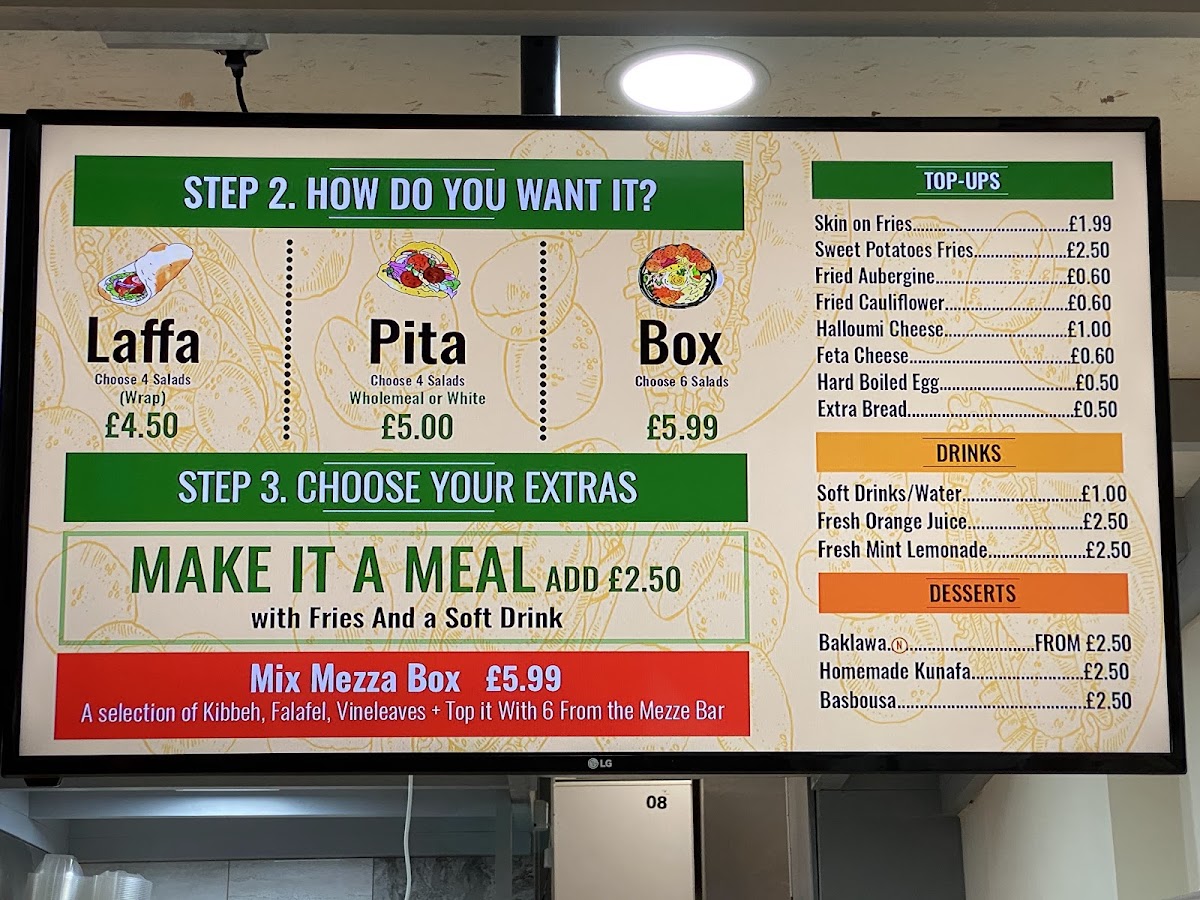 STEP 2. HOW DO YOU WANT IT?
Laffa
Choose 4 Salads
(Wrap)
£4.50
Pita
Choose 4 Salads
Wholemeal or White
£5.00
Box
Choose 6 Salads
£5.99
STEP 3. CHOOSE YOUR EXTRAS
MAKE IT A MEAL ADD £2.50
with Fries And a Soft Drink
Mix Mezza Box £5.99
A selection of Kibbeh, Falafel, Vineleaves + Top it With 6 From the Mezze Bar
TOP-UPS
Skin on Fries..............................£1.99
Sweet Potatoes Fries.......................£2.50
Fried Aubergine.........................£0.60
Fried Cauliflower.......................£0.60
Halloumi Cheese.......................£1.00
Feta Cheese..............................£0.60
Hard Boiled Egg.........................£0.50
Extra Bread...............................£0.50
DRINKS
Soft Drinks/Water......................£1.00
Fresh Orange Juice.....................£2.50
Fresh Mint Lemonade..................£2.50
DESSERTS
Baklawa.Ⓝ.......................FROM £2.50
Homemade Kunafa.....................£2.50
Basbousa...................................£2.50
LG
08